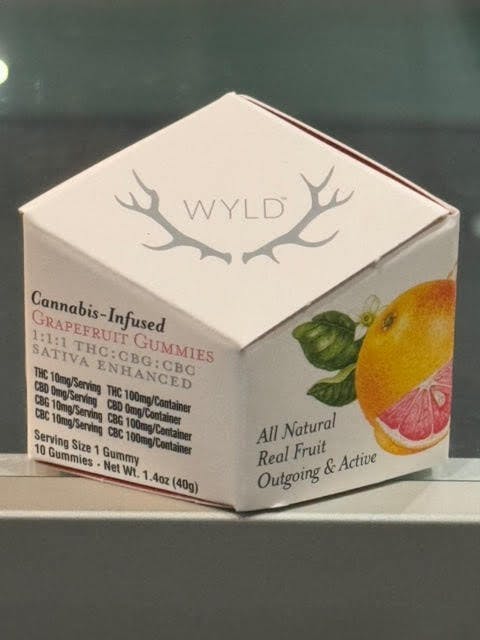 WYLD™
Cannabis-Infused
GRAPEFRUIT GUMMIES
1:1:1 THC:CBG:CBC
SATIVA ENHANCED
THC 10mg/Serving THC 100mg/Container
CBD 0mg/Serving CBD 0mg/Container
CBG 10mg/Serving CBG 100mg/Container
CBC 10mg/Serving CBC 100mg/Container
Serving Size 1 Gummy
10 Gummies - Net Wt. 1.4oz (40g)
All Natural
Real Fruit
Outgoing & Active